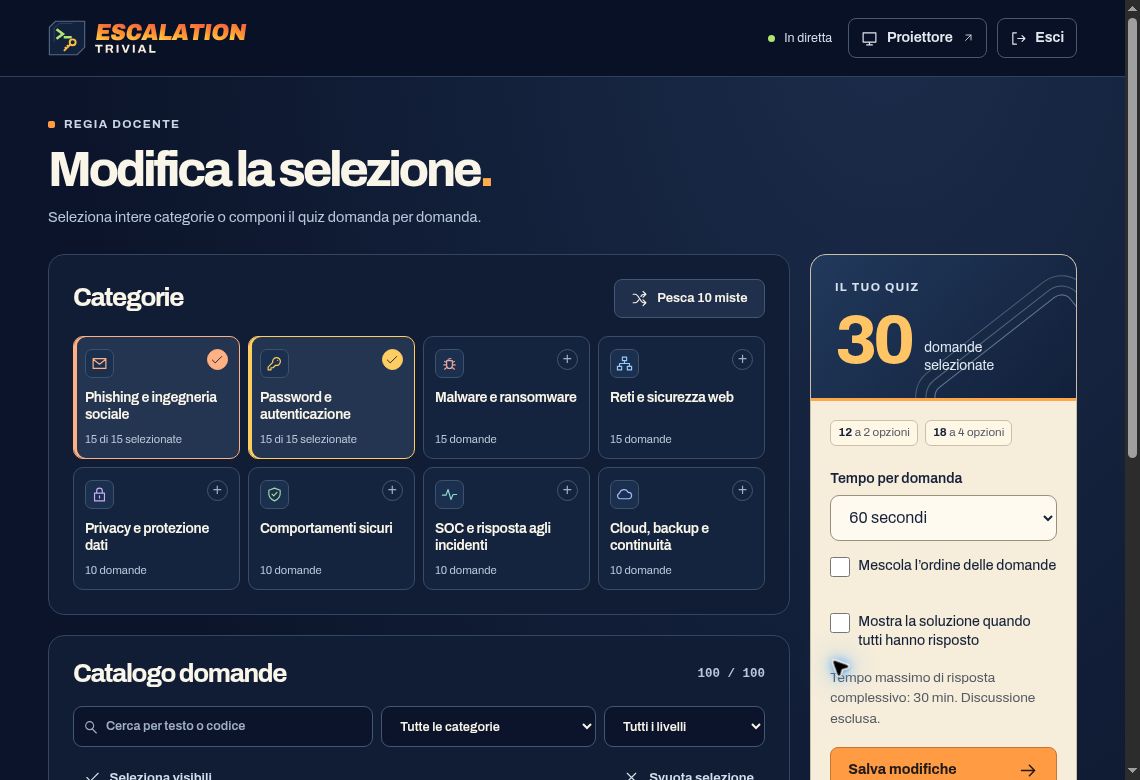 ESCALATION
TRIVIAL
In diretta
Proiettore
Esci
REGIA DOCENTE
Modifica la selezione.
Seleziona intere categorie o componi il quiz domanda per domanda.
Categorie
Pesca 10 miste
Phishing e ingegneria
sociale
15 di 15 selezionate
Password e
autenticazione
15 di 15 selezionate
Malware e ransomware
15 domande
Reti e sicurezza web
15 domande
Privacy e protezione
dati
10 domande
Comportamenti sicuri
10 domande
SOC e risposta agli
incidenti
10 domande
Cloud, backup e
continuità
10 domande
Catalogo domande
100 / 100
Cerca per testo o codice
Tutte le categorie
Tutti i livelli
Seleziona visibili
Svuota selezione
IL TUO QUIZ
30
domande
selezionate
12 a 2 opzioni
18 a 4 opzioni
Tempo per domanda
60 secondi
Mescola l’ordine delle domande
Mostra la soluzione quando
tutti hanno risposto
Tempo massimo di risposta
complessivo: 30 min. Discussione
esclusa.
Salva modifiche